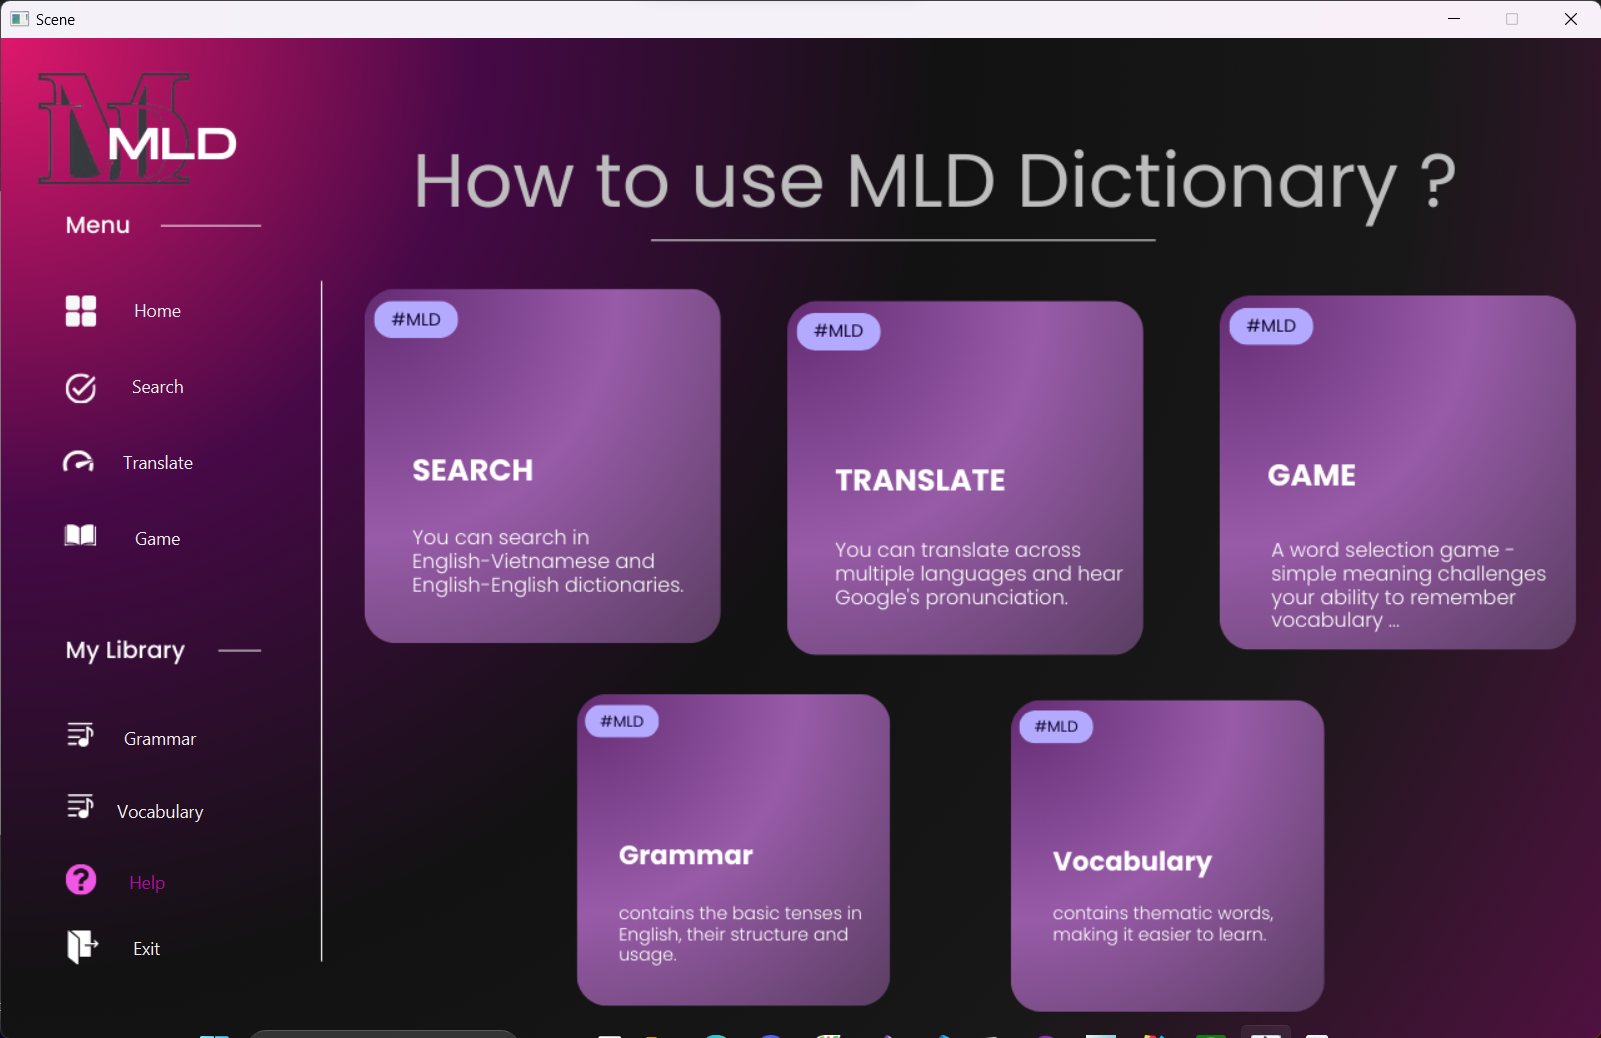 Scene
MLD
Menu
Home
Search
Translate
Game
My Library
Grammar
Vocabulary
Help
Exit
How to use MLD Dictionary ?
#MLD
SEARCH
You can search in
English-Vietnamese and
English-English dictionaries.
#MLD
TRANSLATE
You can translate across
multiple languages and hear
Google's pronunciation.
#MLD
GAME
A word selection game -
simple meaning challenges
your ability to remember
vocabulary ...
#MLD
Grammar
contains the basic tenses in
English, their structure and
usage.
#MLD
Vocabulary
contains thematic words,
making it easier to learn.